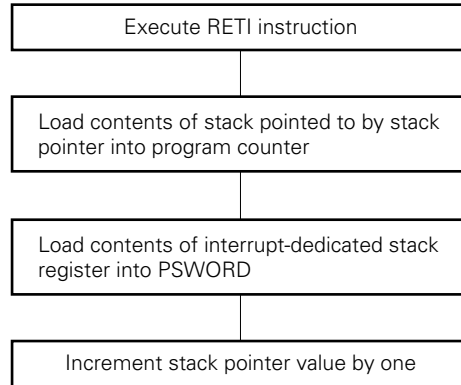 Execute RETI instruction
Load contents of stack pointed to by stack
pointer into program counter
Load contents of interrupt-dedicated stack
register into PSWORD
Increment stack pointer value by one